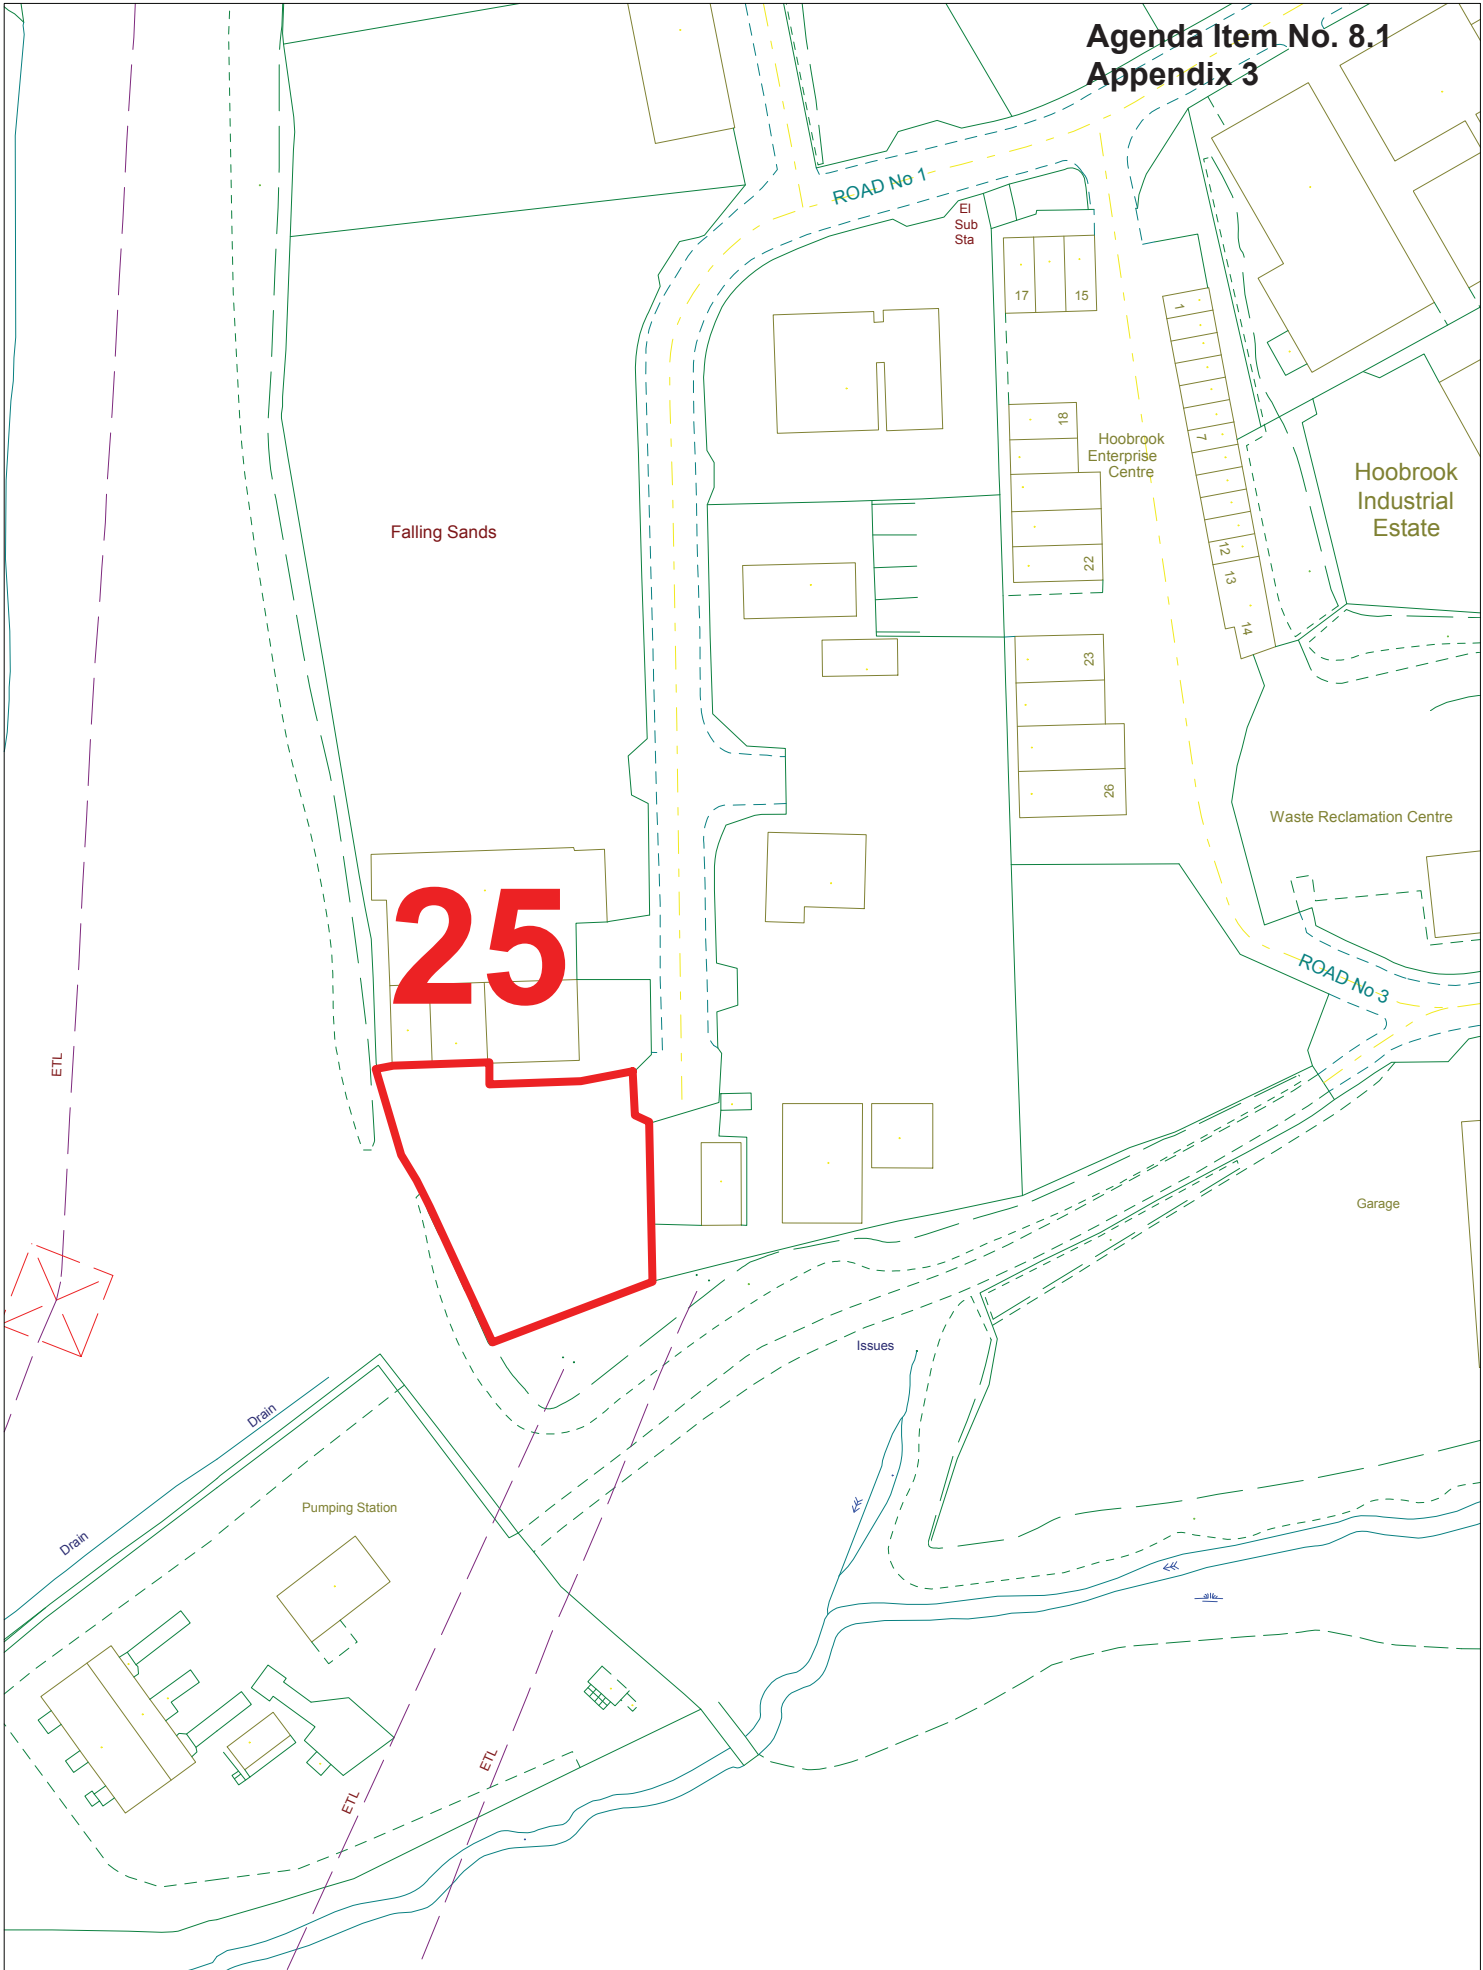 Agenda Item No. 8.1
Appendix 3
ROAD No 1
El
Sub
Sta
17
15
1
18
Hoobrook
Enterprise
Centre
7
Hoobrook
Industrial
Estate
Falling Sands
12
22
13
14
23
26
Waste Reclamation Centre
25
ROAD No 3
ETL
Garage
Issues
Drain
Pumping Station
Drain
ETL
ETL